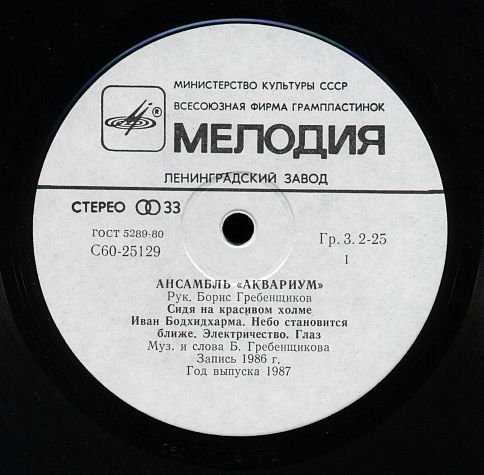 МИНИСТЕРСТВО КУЛЬТУРЫ СССР
ВСЕСОЮЗНАЯ ФИРМА ГРАМПЛАСТИНОК
®
МЕЛОДИЯ
ЛЕНИНГРАДСКИЙ ЗАВОД
СТЕРЕО 33
ГОСТ 5289-80
С60-25129
Гр. 3. 2-25
1
АНСАМБЛЬ «АКВАРИУМ»
Рук. Борис Гребенщиков
Сидя на красивом холме
Иван Бодхидхарма. Небо становится
ближе. Электричество. Глаз
Муз. и слова Б. Гребенщикова
Запись 1986 г.
Год выпуска 1987